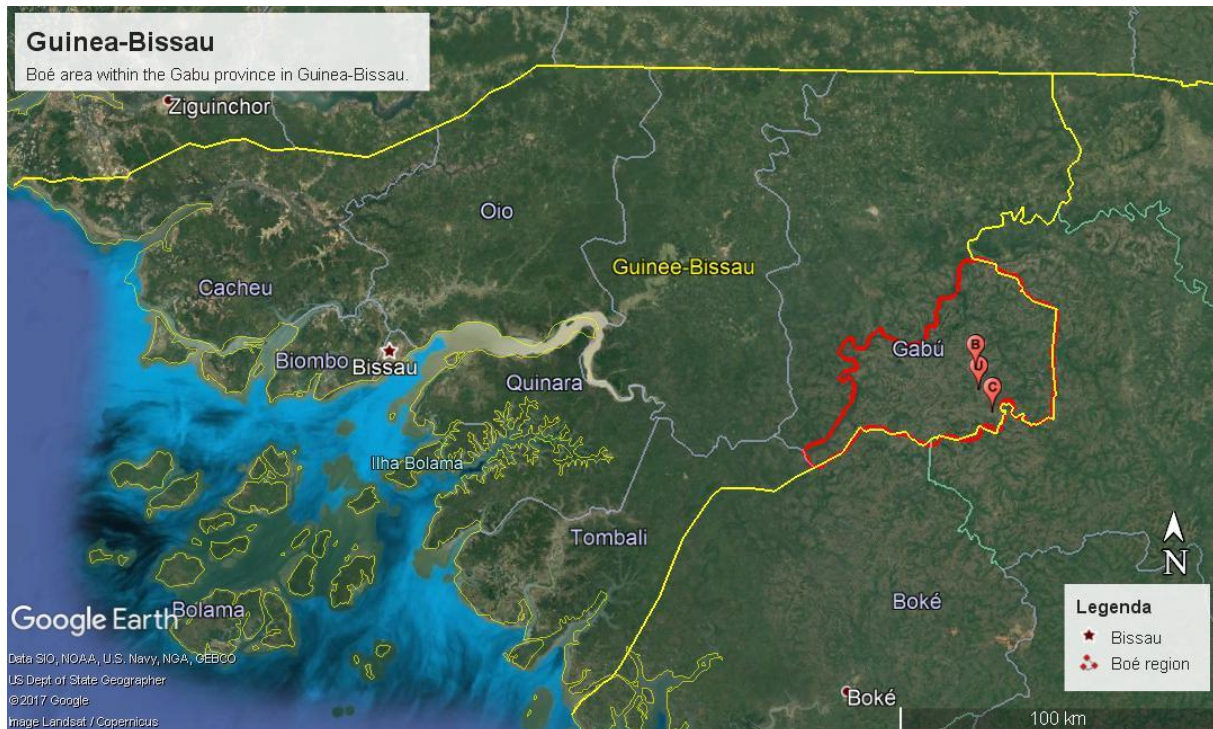 Guinea-Bissau
Boé area within the Gabu province in Guinea-Bissau.
Ziguinchor
Oio
Guinee-Bissau
Cacheu
Gabú
B
U
C
Biombo
Bissau
Quinara
Ilha Bolama
Tombali
N
Boké
Bolama
Google Earth
Legenda
Bissau
Boé region
Data SIO, NOAA, U.S. Navy, NGA, GEBCO
US Dept of State Geographer
© 2017 Google
Image Landsat / Copernicus
Boké
100 km